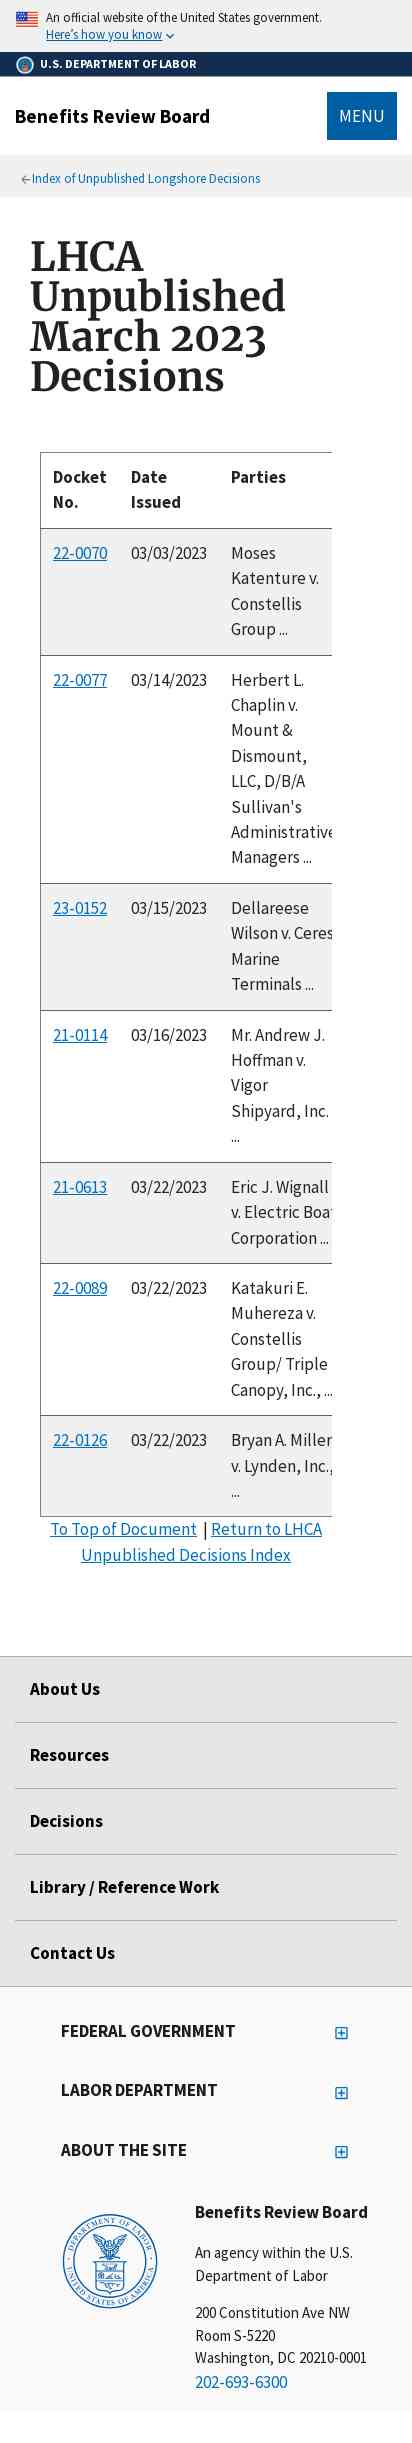 An official website of the United States government.
Here's how you know
U.S. DEPARTMENT OF LABOR
Benefits Review Board
MENU
Index of Unpublished Longshore Decisions
LHCA
Unpublished
March 2023
Decisions
Docket Date Parties
No. Issued
22-0070 03/03/2023 Moses
Katenture v.
Constellis
Group ...
22-0077 03/14/2023 Herbert L.
Chaplin v.
Mount &
Dismount,
LLC, D/B/A
Sullivan's
Administrative
Managers ...
23-0152 03/15/2023 Dellareese
Wilson v. Ceres
Marine
Terminals ...
21-0114 03/16/2023 Mr. Andrew J.
Hoffman v.
Vigor
Shipyard, Inc.
...
21-0613 03/22/2023 Eric J. Wignall
v. Electric Boat
Corporation ...
22-0089 03/22/2023 Katakuri E.
Muhereza v.
Constellis
Group/ Triple
Canopy, Inc., ...
22-0126 03/22/2023 Bryan A. Miller
v. Lynden, Inc.,
...
To Top of Document | Return to LHCA
Unpublished Decisions Index
About Us
Resources
Decisions
Library / Reference Work
Contact Us
FEDERAL GOVERNMENT
LABOR DEPARTMENT
ABOUT THE SITE
DEPARTMENT OF LABOR
UNITED STATES OF AMERICA
Benefits Review Board
An agency within the U.S.
Department of Labor
200 Constitution Ave NW
Room S-5220
Washington, DC 20210-0001
202-693-6300